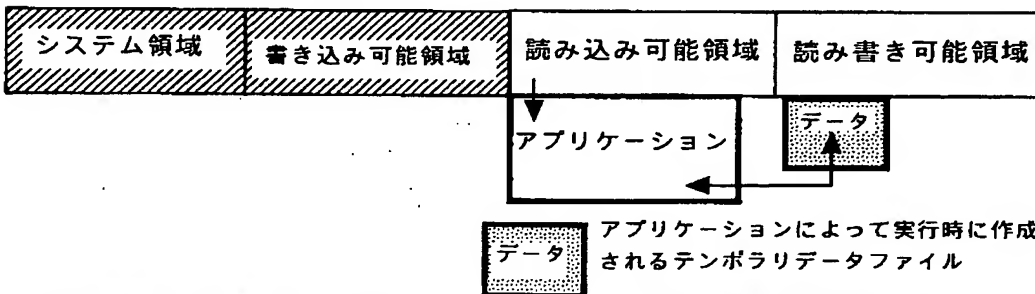 システム領域
書き込み可能領域
読み込み可能領域
読み書き可能領域
アプリケーション
データ
データ
アプリケーションによって実行時に作成
されるテンポラリデータファイル